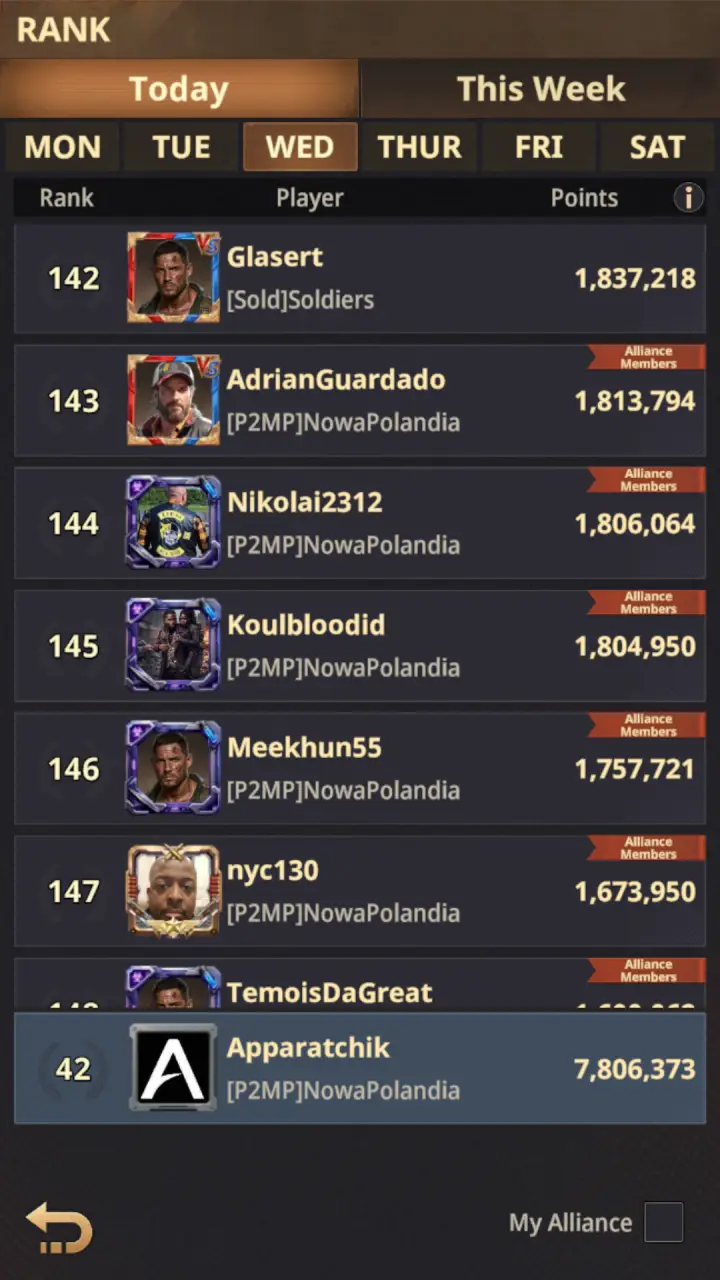 RANK
Today
This Week
MON
TUE
WED
THUR
FRI
SAT
Rank
Player
Points
142
Glasert
[Sold]Soldiers
1,837,218
Alliance
Members
143
AdrianGuardado
[P2MP]NowaPolandia
1,813,794
Alliance
Members
144
Nikolai2312
[P2MP]NowaPolandia
1,806,064
Alliance
Members
145
Koulbloodid
[P2MP]NowaPolandia
1,804,950
Alliance
Members
146
Meekhun55
[P2MP]NowaPolandia
1,757,721
Alliance
Members
147
nyc130
[P2MP]NowaPolandia
1,673,950
Alliance
Members
TemoisDaGreat
42
Apparatchik
[P2MP]NowaPolandia
7,806,373
My Alliance